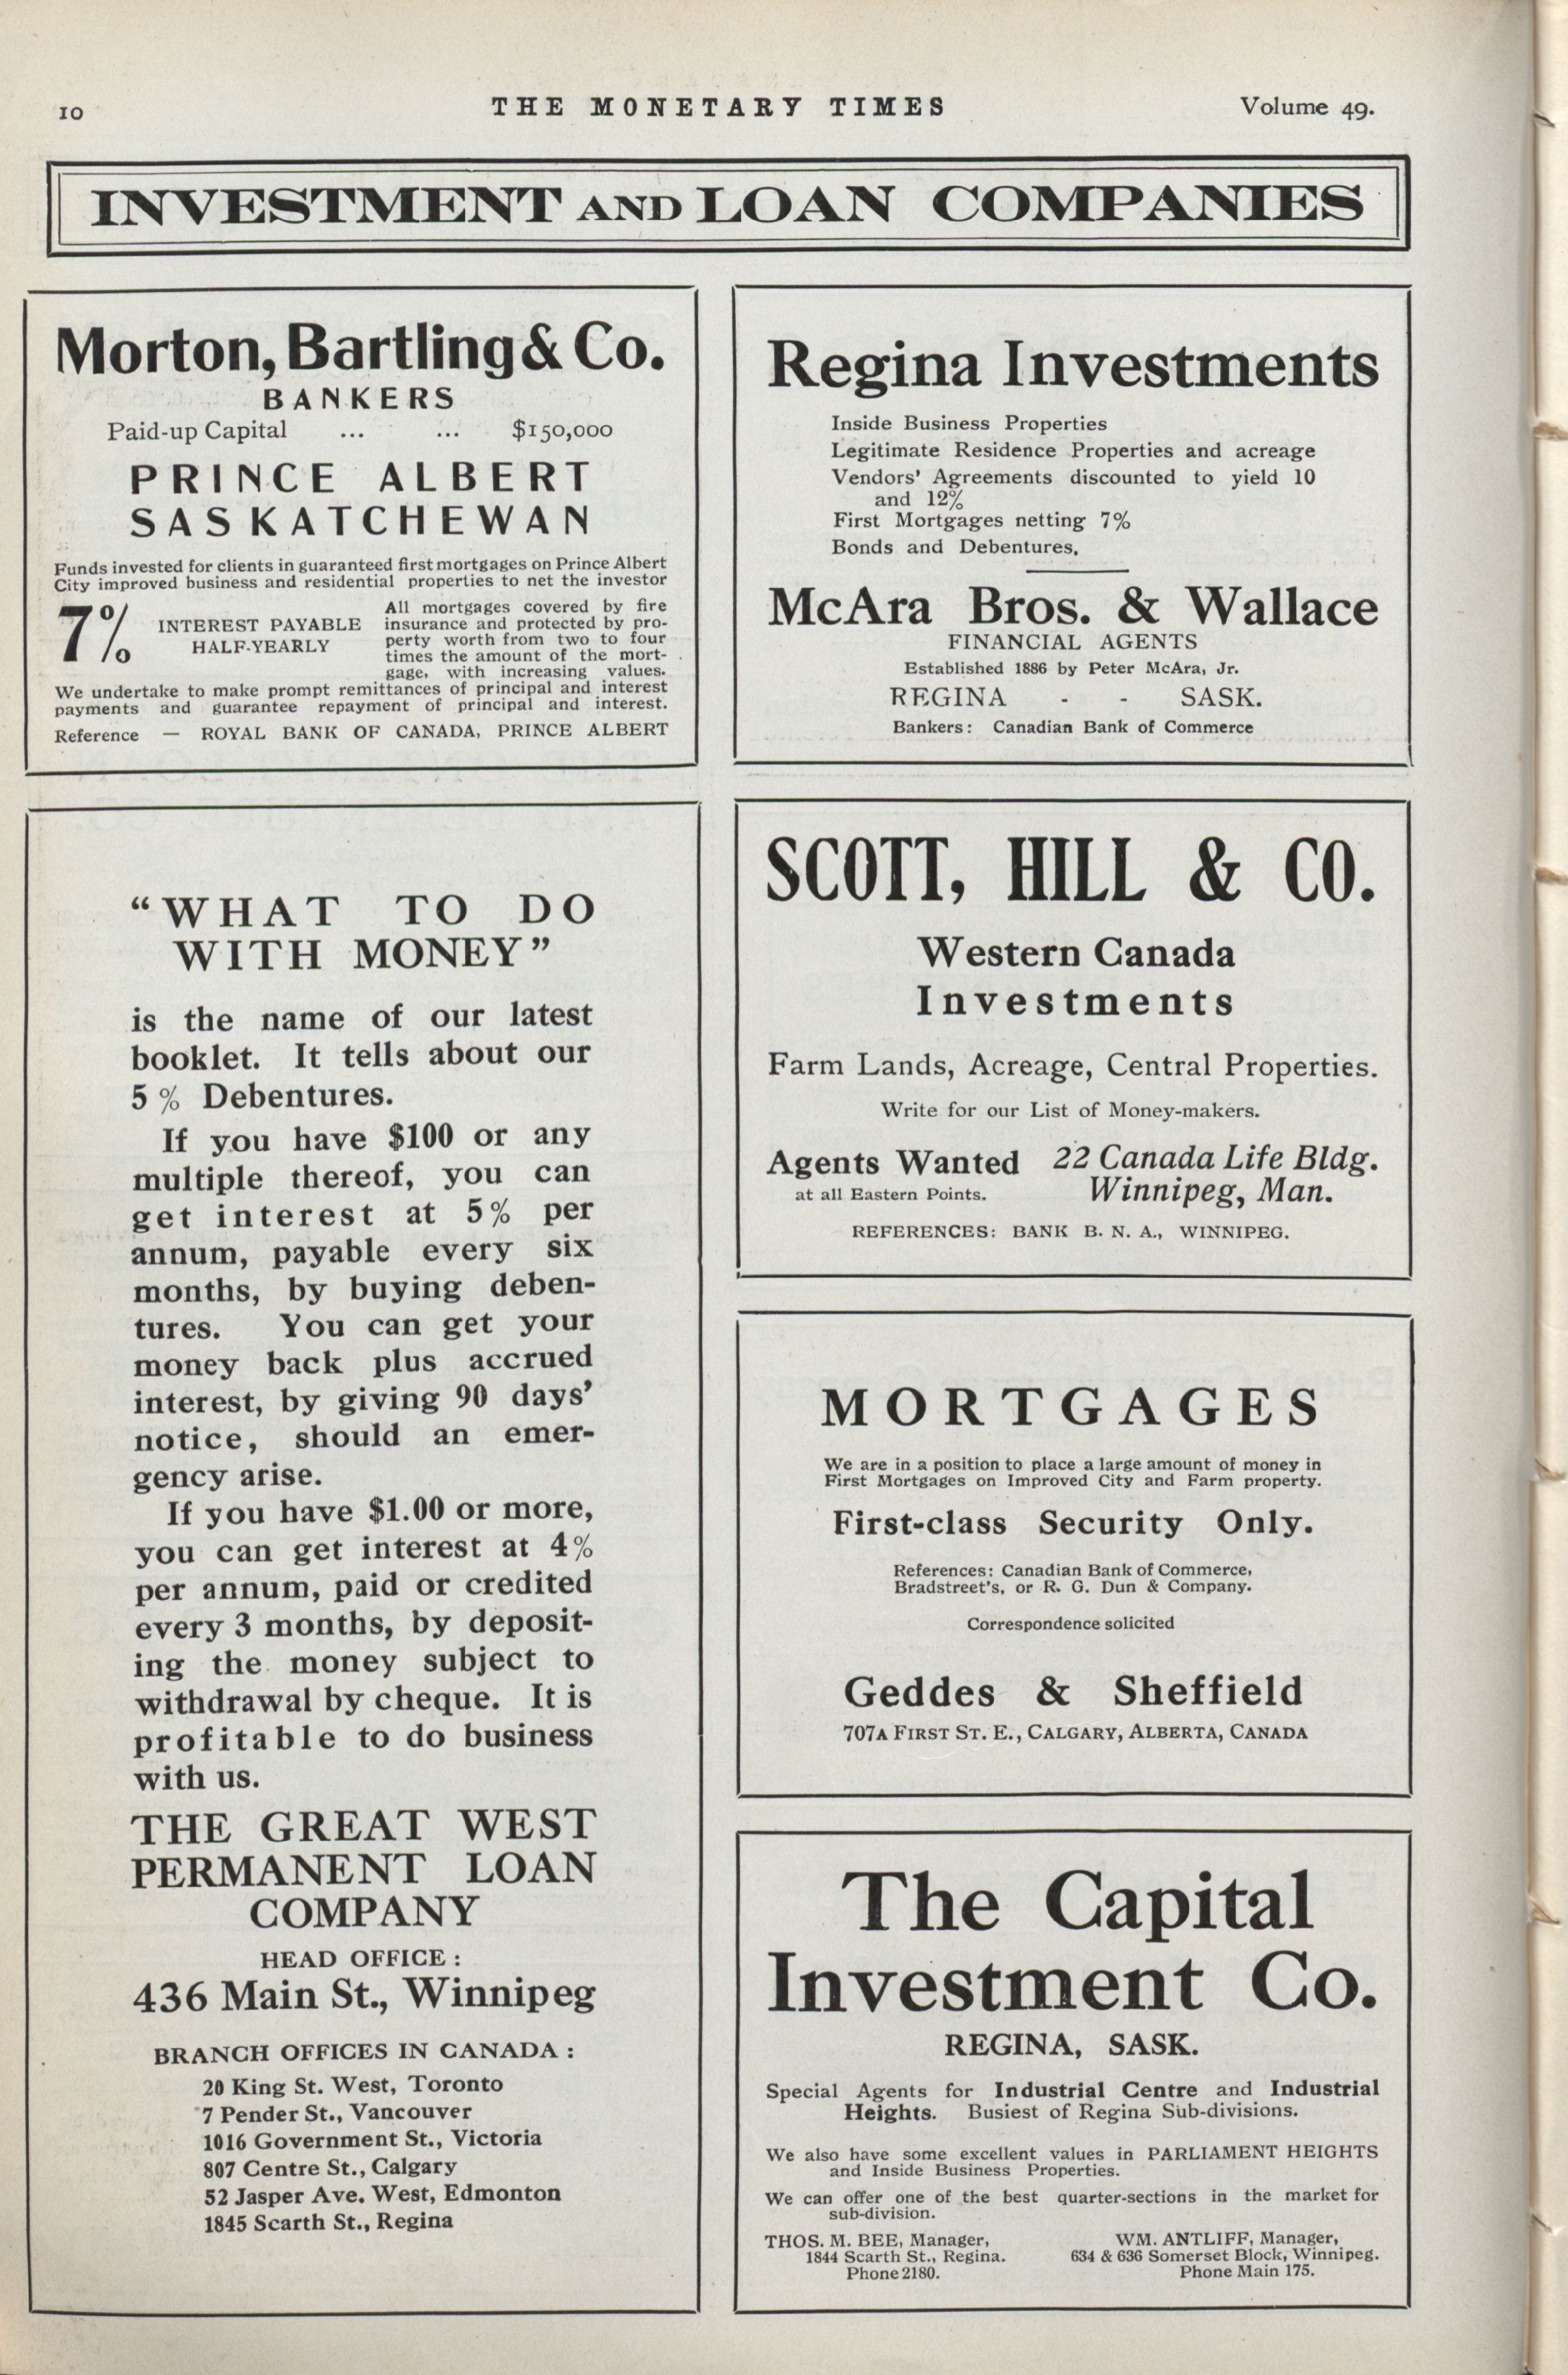 10
THE MONETARY TIMES
Volume 49.
INVESTMENT AND LOAN COMPANIES
Morton, Bartling & Co.
BANKERS
Paid-up Capital ... ... $150,000
PRINCE ALBERT
SASKATCHEWAN
Funds invested for clients in guaranteed first mortgages on Prince Albert
City improved business and residential properties to net the investor
7%
INTEREST PAYABLE
HALF-YEARLY
All mortgages covered by fire
insurance and protected by pro-
perty worth from two to four
times the amount of the mort-
gage, with increasing values.
We undertake to make prompt remittances of principal and interest
payments and guarantee repayment of principal and interest.
Reference — ROYAL BANK OF CANADA, PRINCE ALBERT
"WHAT TO DO
WITH MONEY"
is the name of our latest
booklet. It tells about our
5 % Debentures.
If you have $100 or any
multiple thereof, you can
get interest at 5% per
annum, payable every six
months, by buying deben-
tures. You can get your
money back plus accrued
interest, by giving 90 days'
notice, should an emer-
gency arise.
If you have $1.00 or more,
you can get interest at 4%
per annum, paid or credited
every 3 months, by deposit-
ing the money subject to
withdrawal by cheque. It is
profitable to do business
with us.
THE GREAT WEST
PERMANENT LOAN
COMPANY
HEAD OFFICE :
436 Main St., Winnipeg
BRANCH OFFICES IN CANADA :
20 King St. West, Toronto
7 Pender St., Vancouver
1016 Government St., Victoria
807 Centre St., Calgary
52 Jasper Ave. West, Edmonton
1845 Scarth St., Regina
Regina Investments
Inside Business Properties
Legitimate Residence Properties and acreage
Vendors' Agreements discounted to yield 10
and 12%
First Mortgages netting 7%
Bonds and Debentures.
McAra Bros. & Wallace
FINANCIAL AGENTS
Established 1886 by Peter McAra, Jr.
REGINA - - SASK.
Bankers: Canadian Bank of Commerce
SCOTT, HILL & CO.
Western Canada
Investments
Farm Lands, Acreage, Central Properties.
Write for our List of Money-makers.
Agents Wanted
at all Eastern Points.
22 Canada Life Bldg.
Winnipeg, Man.
REFERENCES: BANK B. N. A., WINNIPEG.
MORTGAGES
We are in a position to place a large amount of money in
First Mortgages on Improved City and Farm property.
First-class Security Only.
References: Canadian Bank of Commerce,
Bradstreet's, or R. G. Dun & Company.
Correspondence solicited
Geddes & Sheffield
707A FIRST ST. E., CALGARY, ALBERTA, CANADA
The Capital
Investment Co.
REGINA, SASK.
Special Agents for Industrial Centre and Industrial
Heights. Busiest of Regina Sub-divisions.
We also have some excellent values in PARLIAMENT HEIGHTS
and Inside Business Properties.
We can offer one of the best quarter-sections in the market for
sub-division.
THOS. M. BEE, Manager,
1844 Scarth St., Regina.
Phone 2180.
WM. ANTLIFF, Manager,
634 & 636 Somerset Block, Winnipeg.
Phone Main 175.